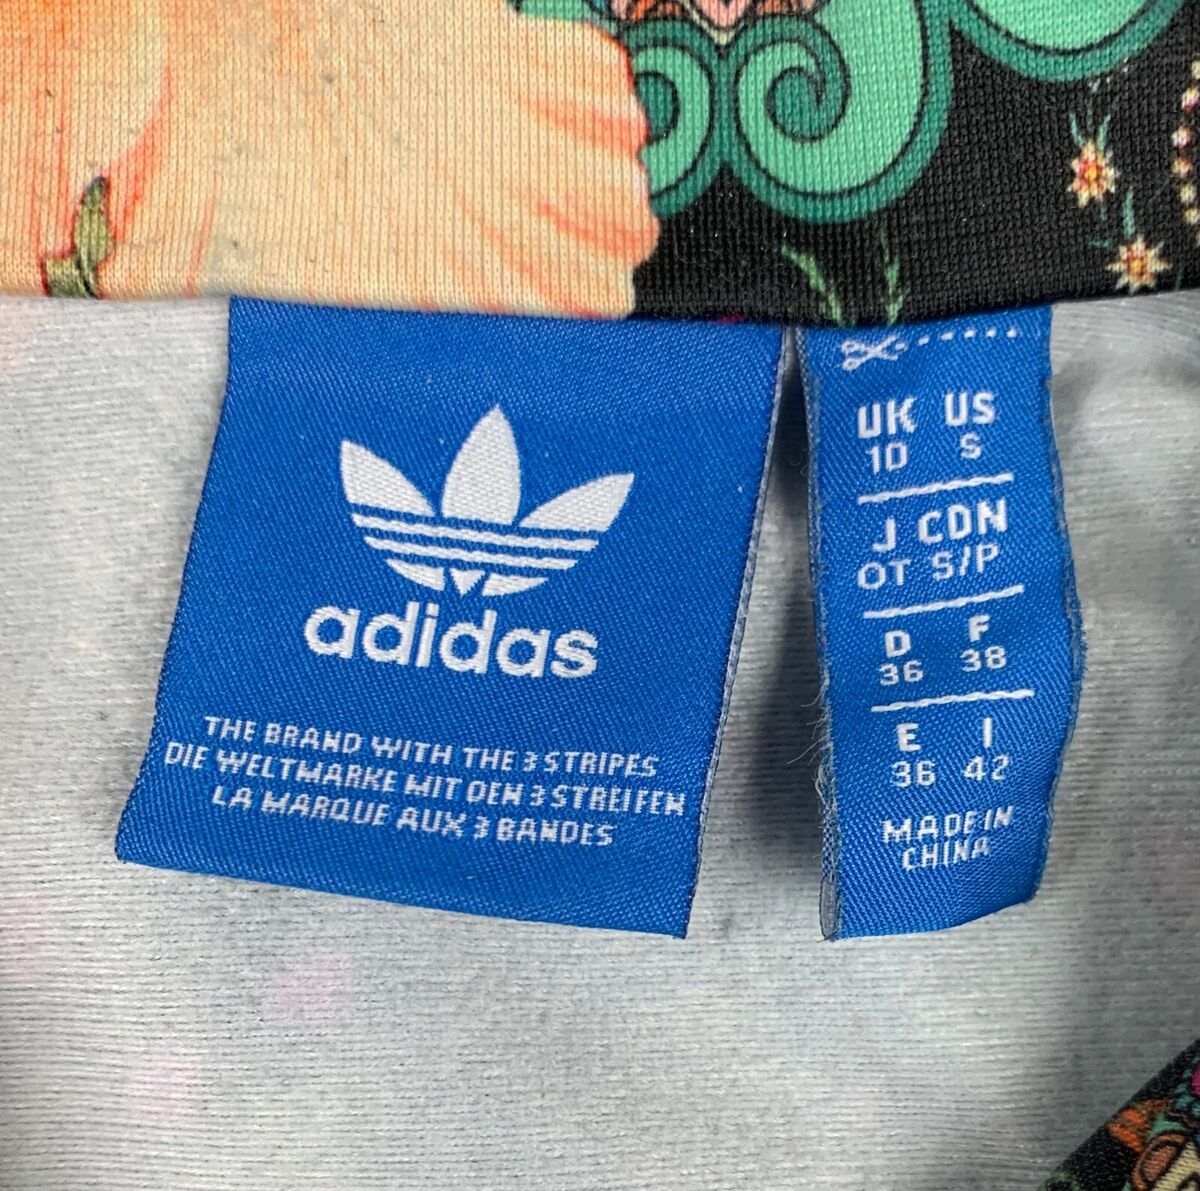 adidas
THE BRAND WITH THE 3 STRIPES
DIE WELTMARKE MIT DEN 3 STREIFEN
LA MARQUE AUX 3 BANDES
UK US
10 S
J CDN
OT S/P
D F
36 38
E I
36 42
MADE IN
CHINA